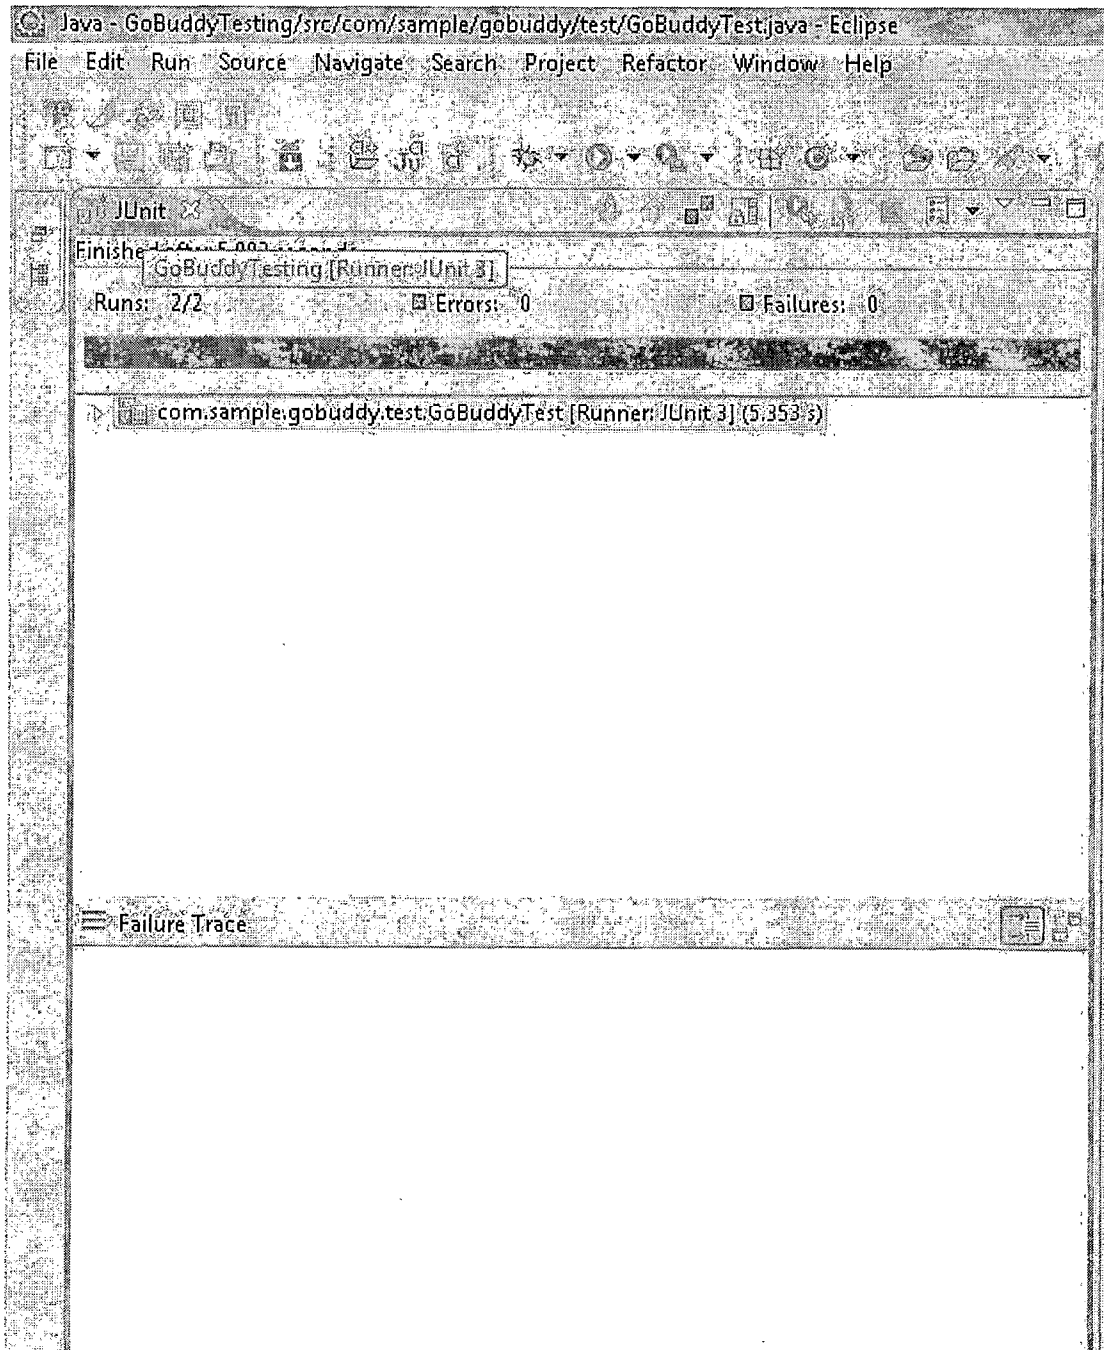 Java - GoBuddyTesting/src/com/sample/gobuddy/test/GoBuddyTest.java - Eclipse
File Edit Run Source Navigate Search Project Refactor Window Help
JUnit
Finished after
GoBuddyTesting [Runner: JUnit 3]
Runs: 2/2 Errors: 0 Failures: 0
com.sample.gobuddy.test.GoBuddyTest [Runner: JUnit 3] (5.353 s)
Failure Trace